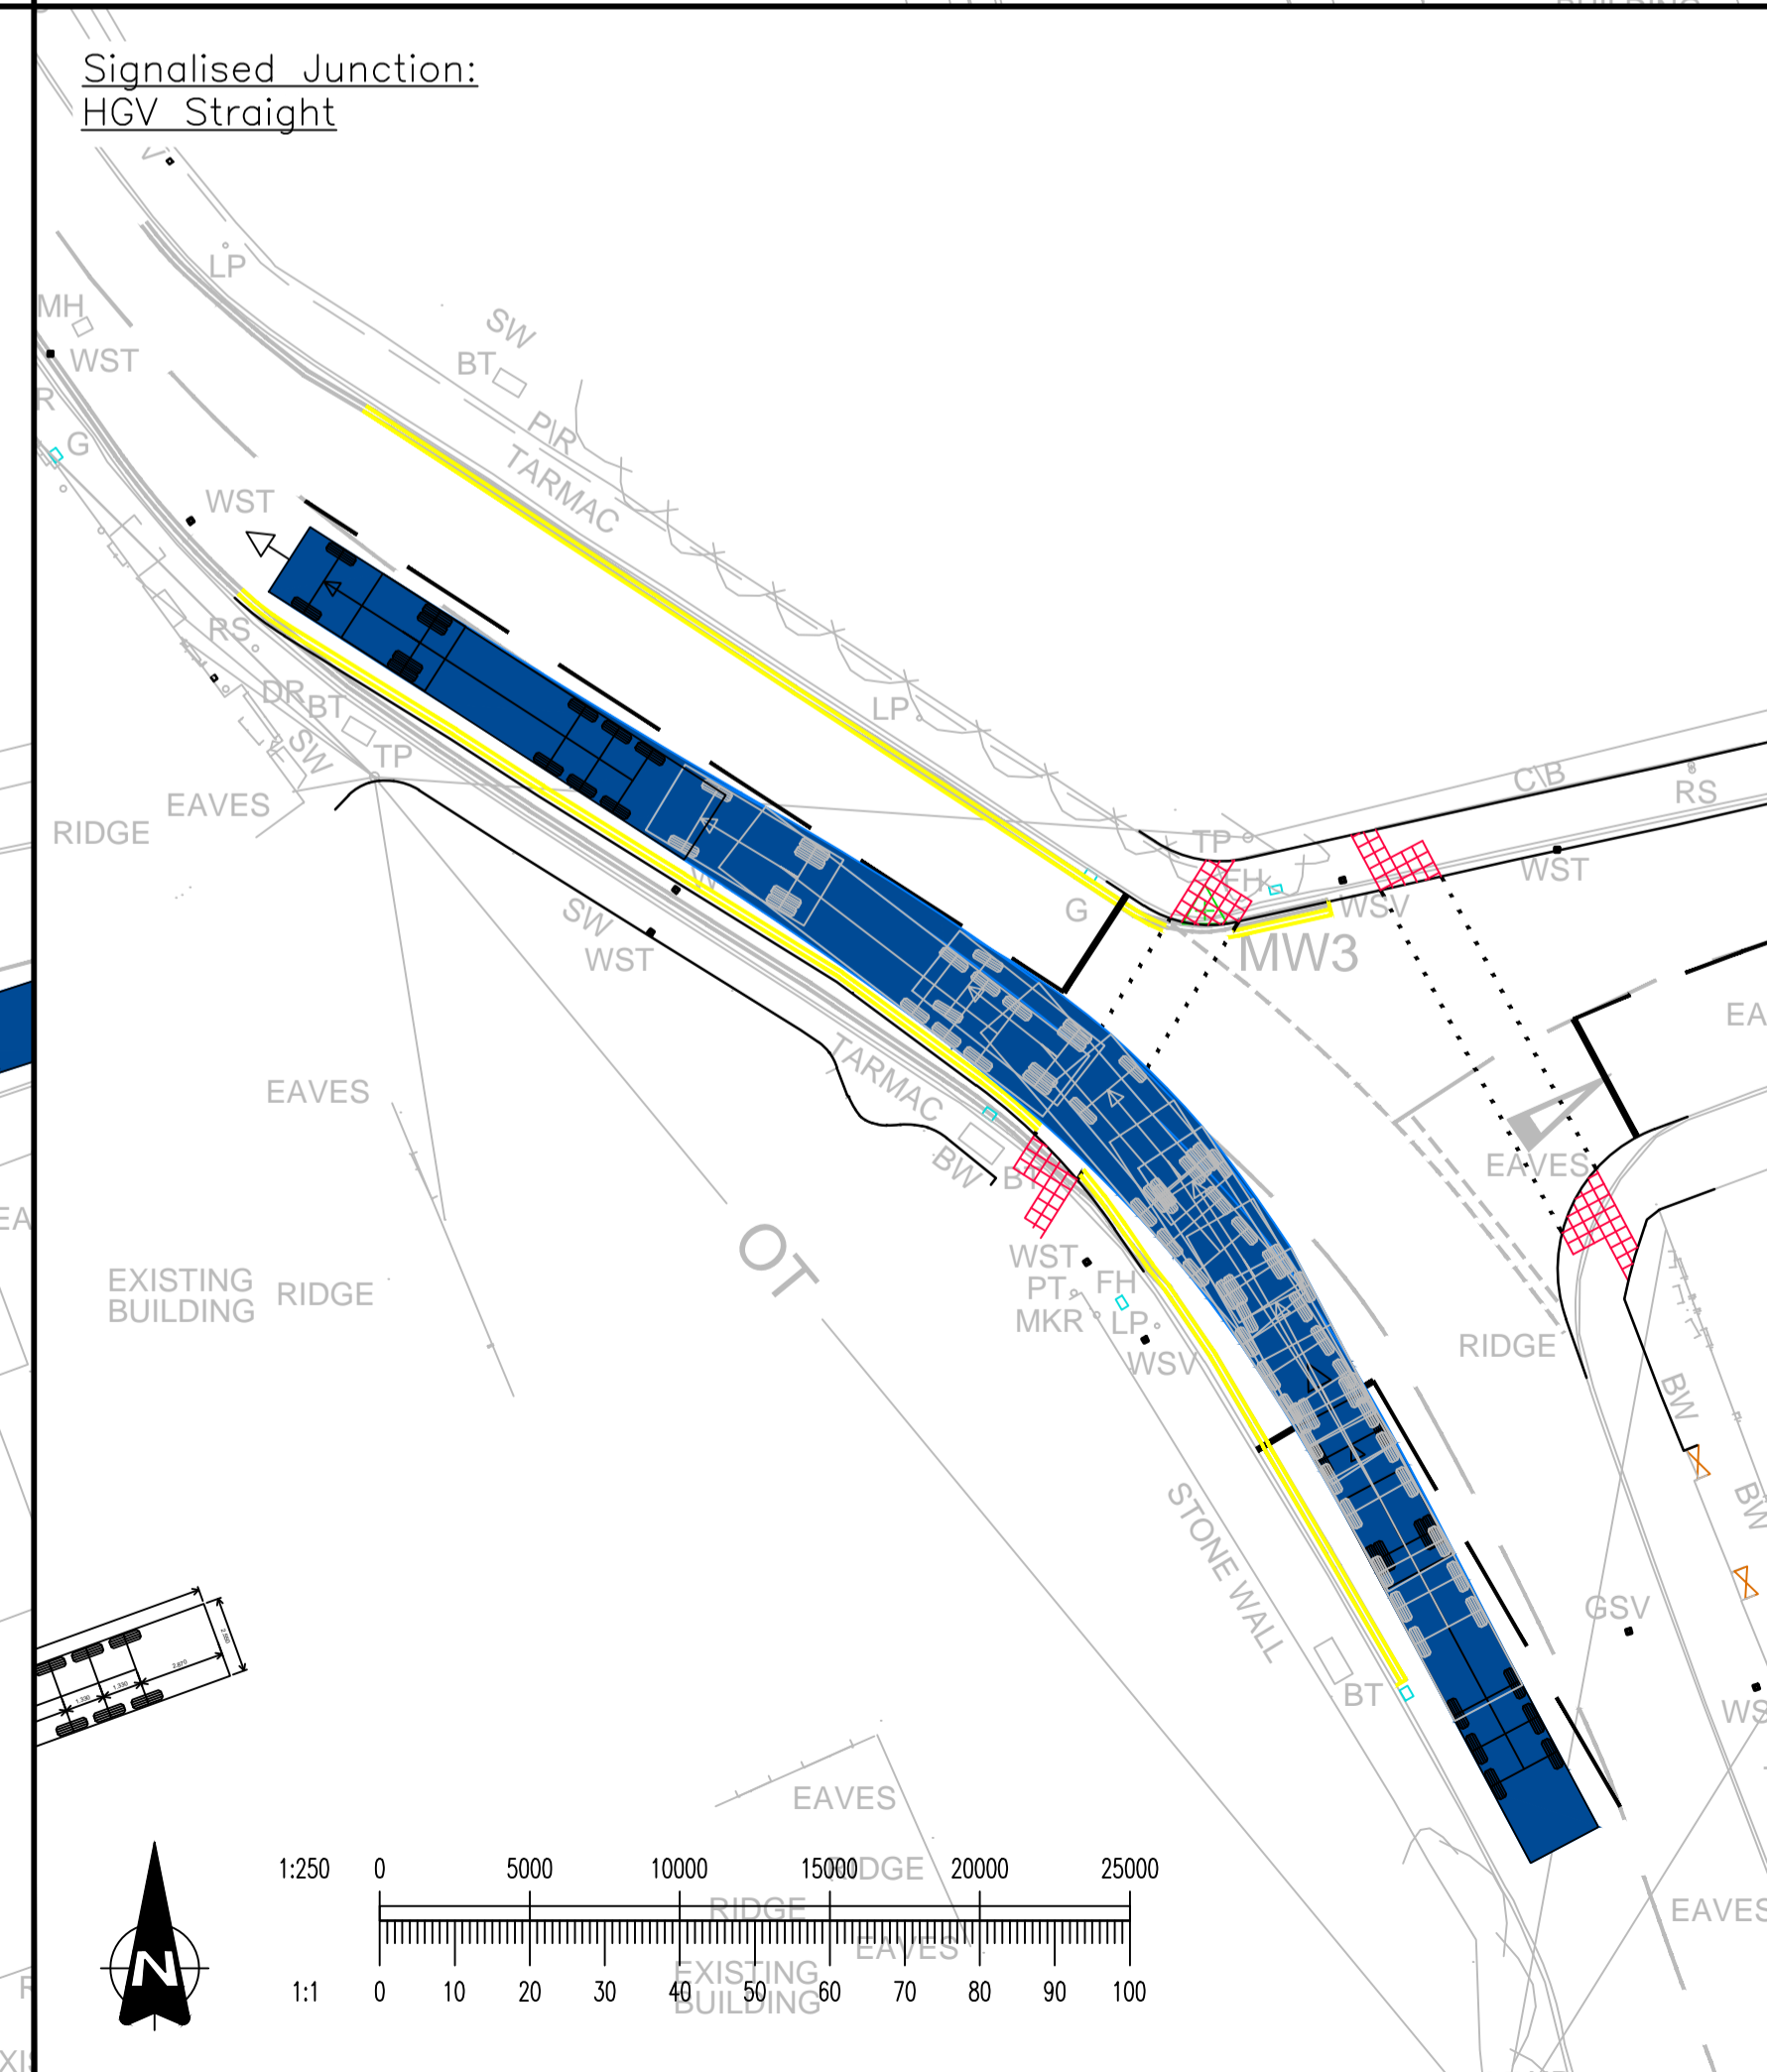 Signalised Junction:
HGV Straight
LP
MH
WST
SW
BT
R
G
P\R
TARMAC
WST
RS
DR
BT
SW
TP
EAVES
RIDGE
LP
C\B
RS
TP
FH
WST
WSV
G
MW3
SW
WST
EA
TARMAC
EAVES
EAVES
BW
BT
EA
OT
WST
PT
FH
MKR
LP
WSV
EXISTING
BUILDING
RIDGE
RIDGE
BW
BW
STONE WALL
GSV
BT
WS
EAVES
1:250
0
5000
10000
15000
20000
25000
RIDGE
RIDGE
EAVES
EAVES
EXISTING
BUILDING
1:1
0
10
20
30
40
50
60
70
80
90
100
N